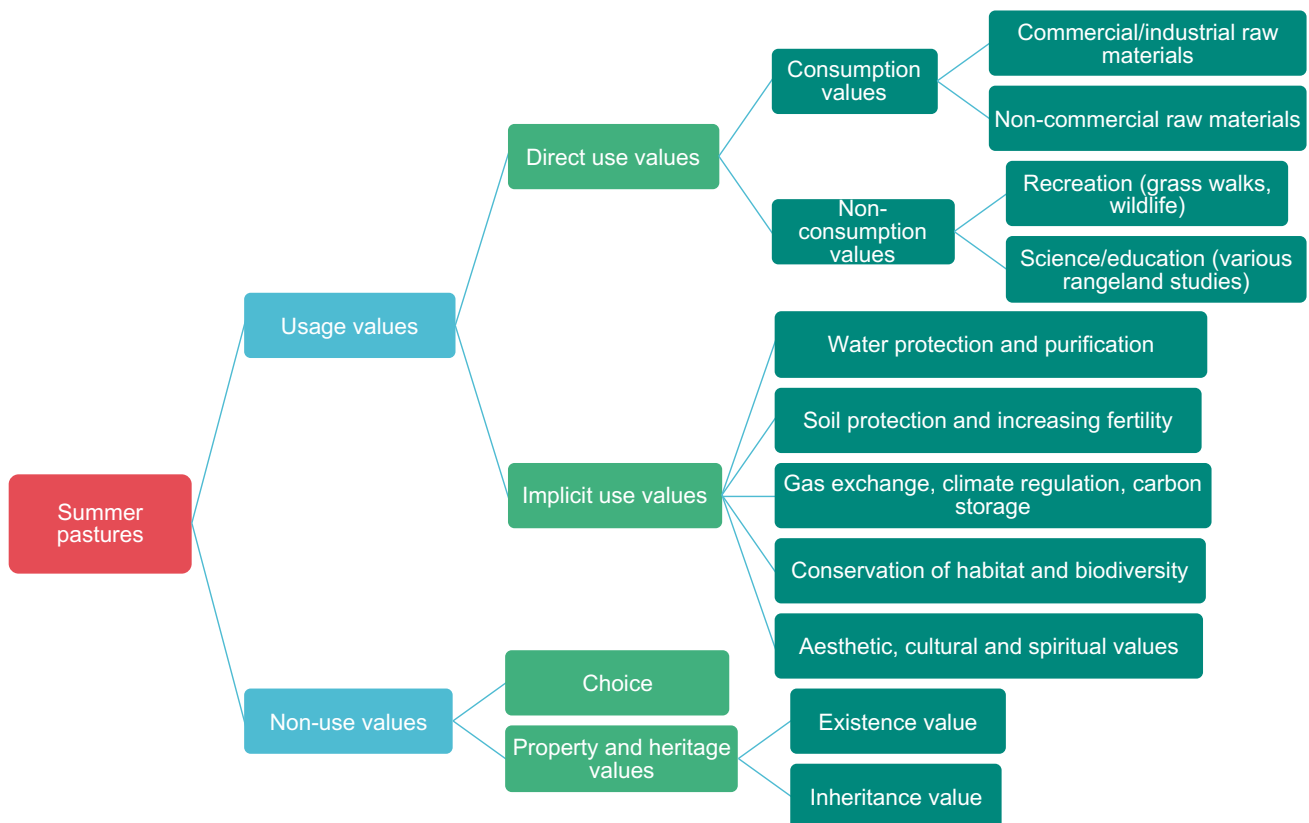 Summer
pastures
Usage values
Direct use values
Consumption
values
Commercial/industrial raw
materials
Non-commercial raw materials
Non-
consumption
values
Recreation (grass walks,
wildlife)
Science/education (various
rangeland studies)
Implicit use values
Water protection and purification
Soil protection and increasing fertility
Gas exchange, climate regulation, carbon
storage
Conservation of habitat and biodiversity
Aesthetic, cultural and spiritual values
Non-use values
Choice
Property and heritage
values
Existence value
Inheritance value